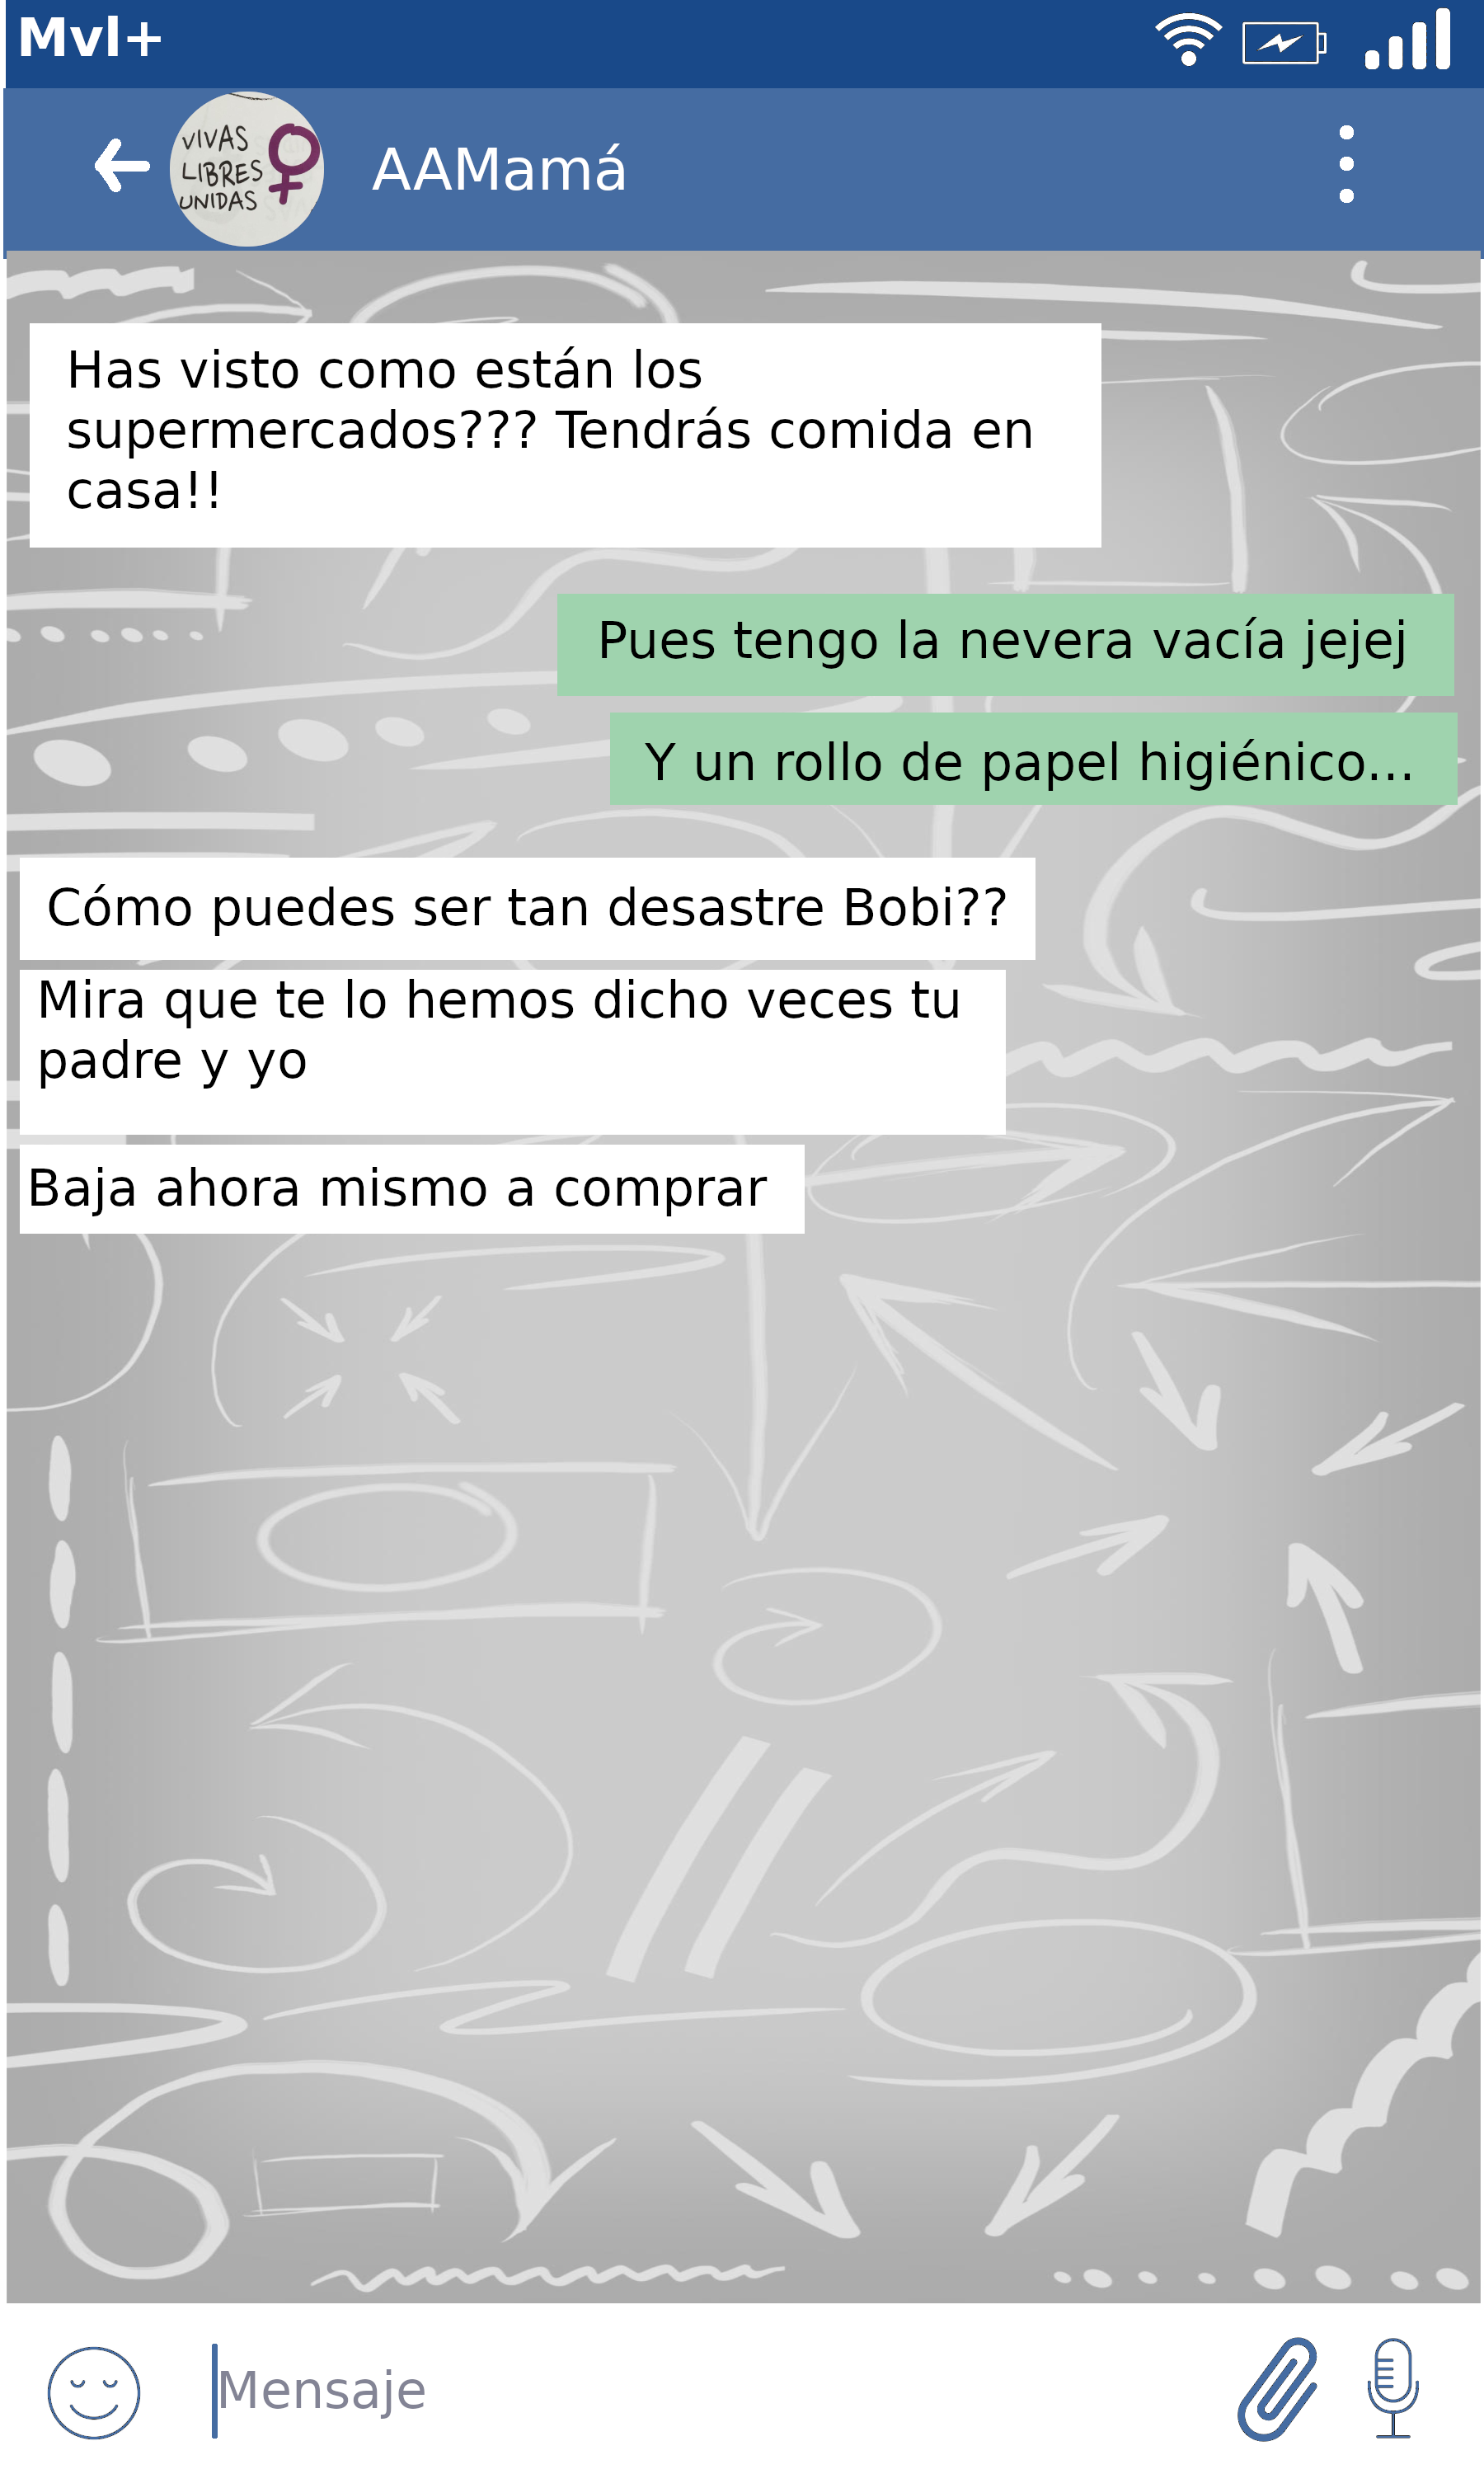 Mvl+
VIVAS
LIBRES
UNIDAS
AAMamá
Has visto como están los
supermercados??? Tendrás comida en
casa!!
Pues tengo la nevera vacía jejej
Y un rollo de papel higiénico...
Cómo puedes ser tan desastre Bobi??
Mira que te lo hemos dicho veces tu
padre y yo
Baja ahora mismo a comprar
Mensaje